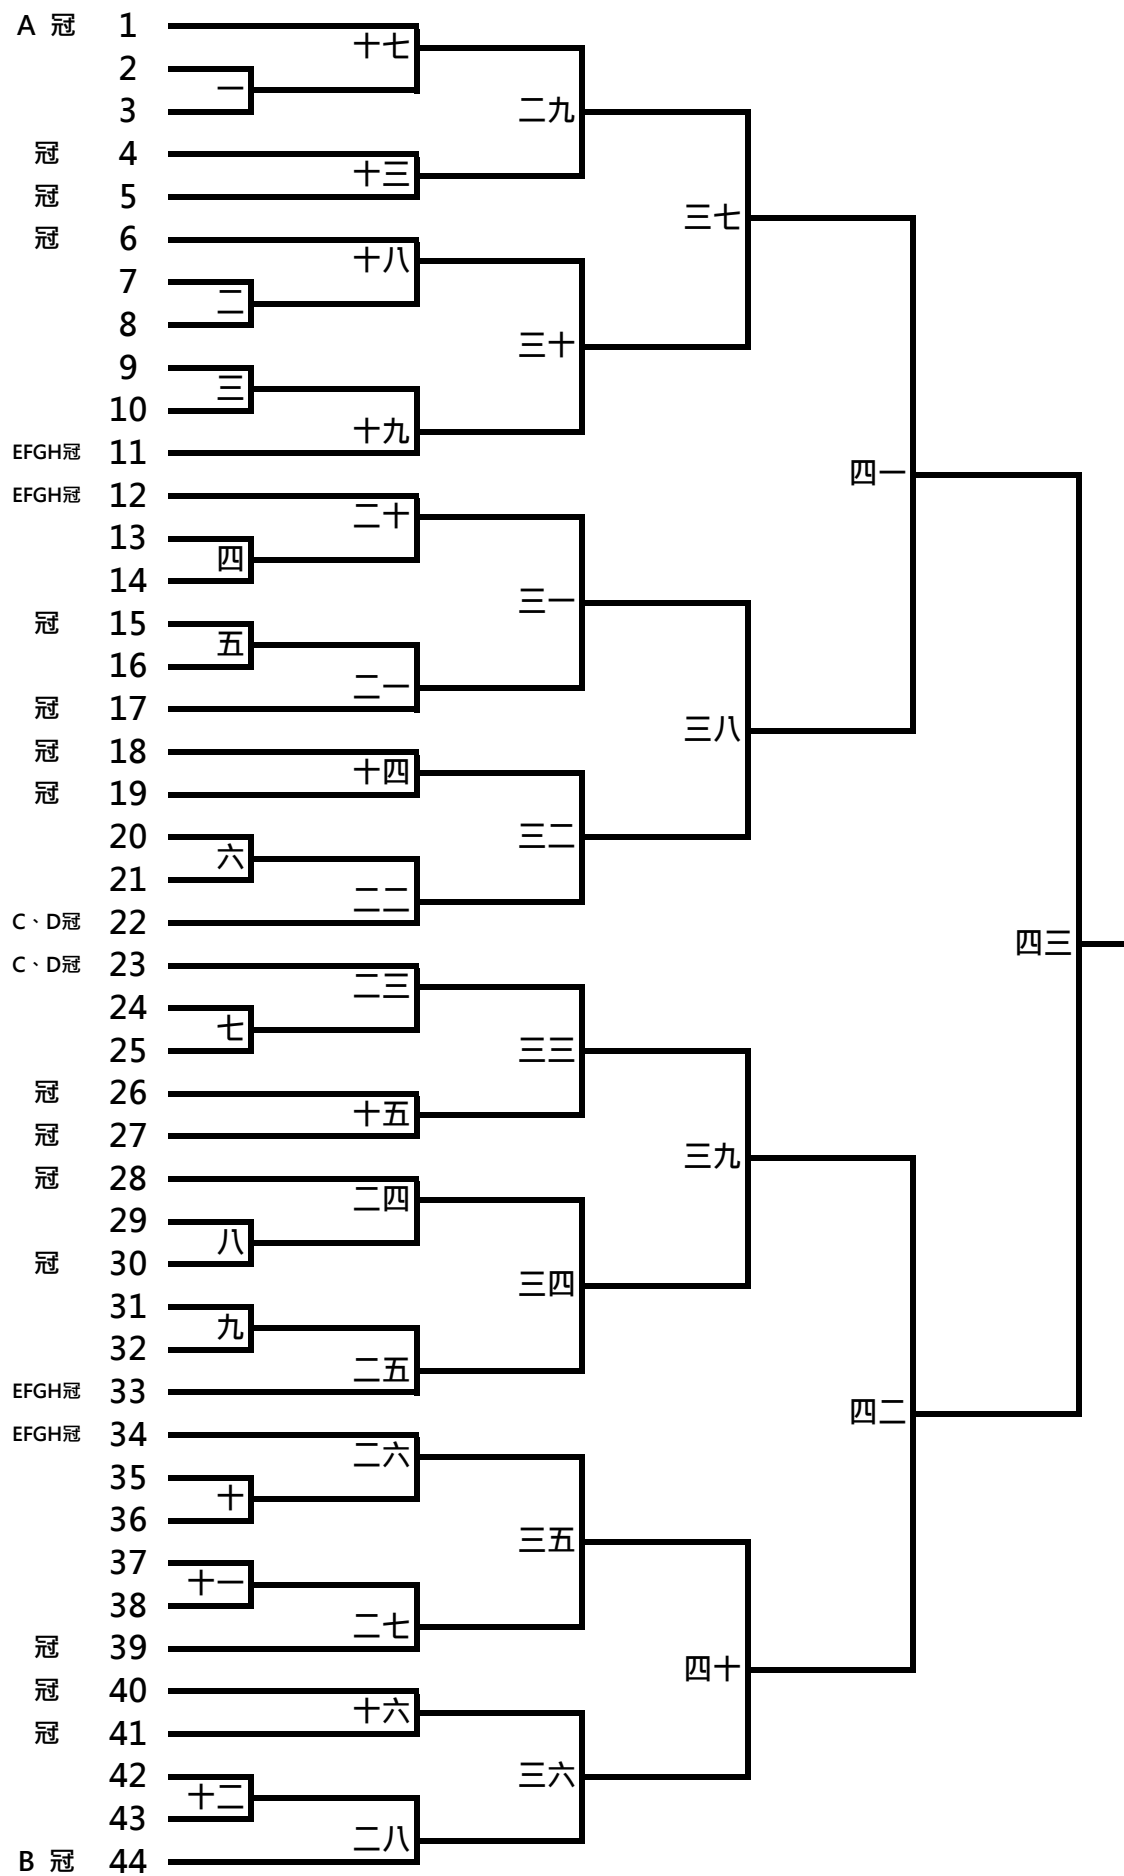 A 冠 1
十七
2
一
3
二九
冠 4
十三
冠 5
三七
冠 6
十八
7
二
8
三十
9
三
10
十九
EFGH冠 11
四一
EFGH冠 12
二十
13
四
14
三一
冠 15
五
16
二一
冠 17
三八
冠 18
十四
冠 19
三二
20
六
21
二二
C、D冠 22
四三
C、D冠 23
二三
24
七
25
三三
冠 26
十五
冠 27
三九
冠 28
二四
29
八
冠 30
三四
31
九
32
二五
EFGH冠 33
四二
EFGH冠 34
二六
35
十
36
三五
37
十一
38
二七
冠 39
四十
冠 40
十六
冠 41
三六
42
十二
43
二八
B 冠 44